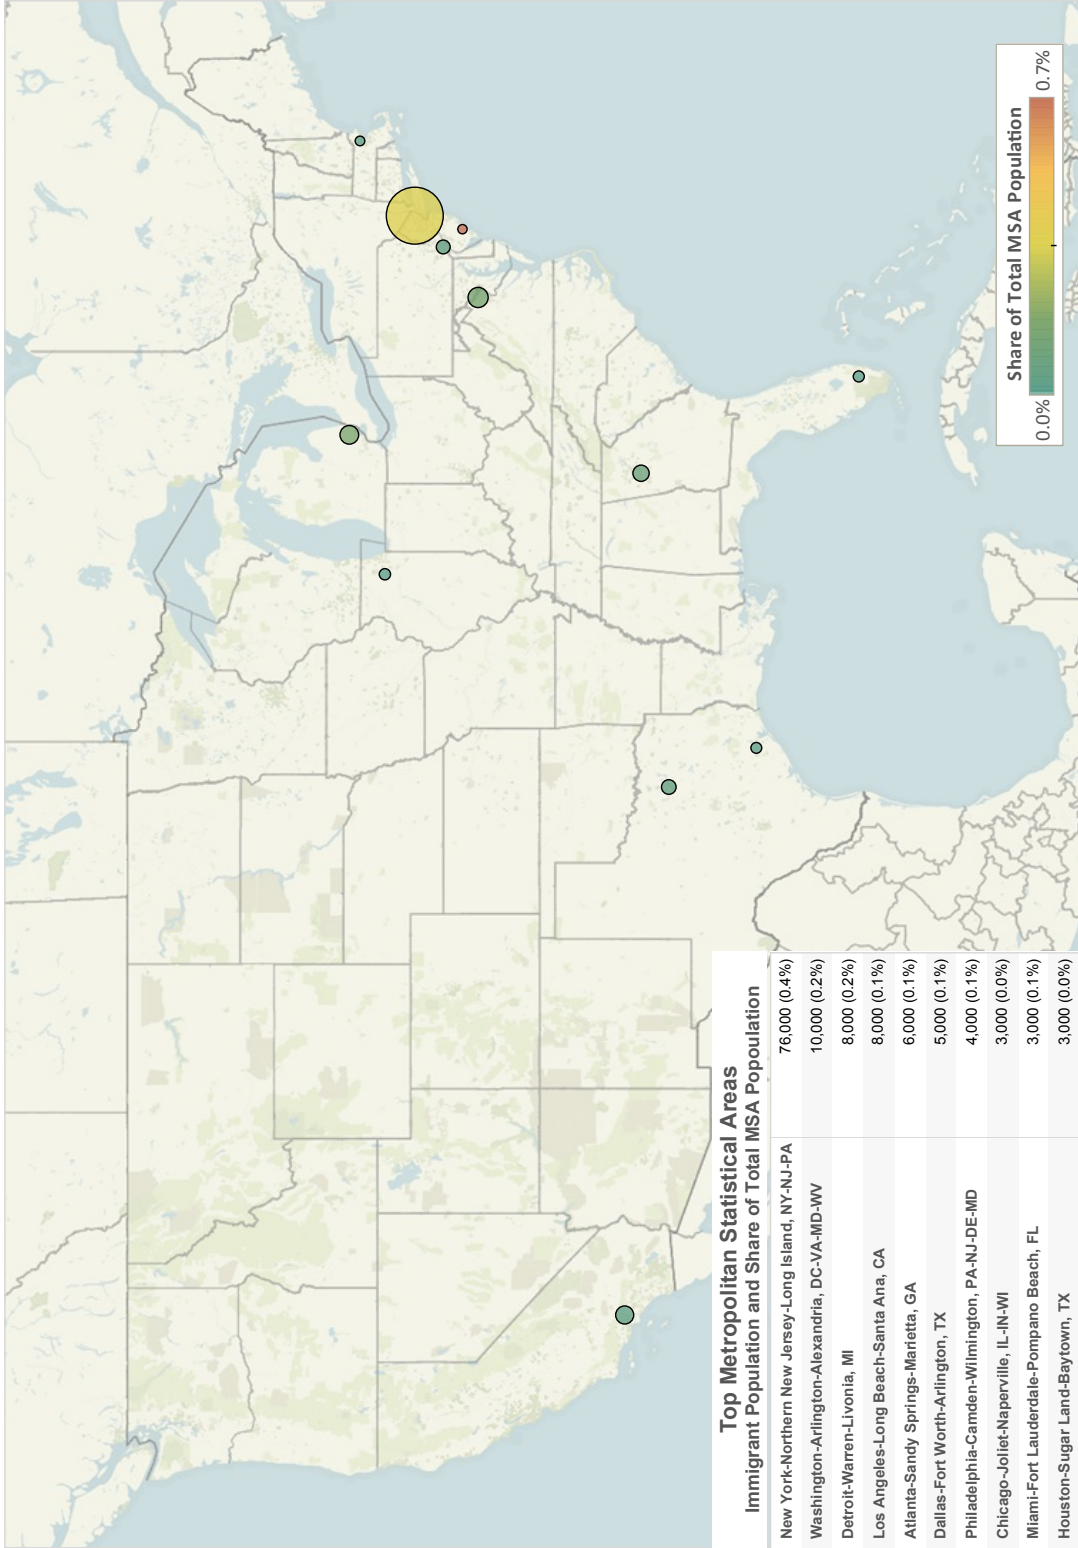 Share of Total MSA Population
0.0% 0.7%
Top Metropolitan Statistical Areas
Immigrant Population and Share of Total MSA Popoulation
New York-Northern New Jersey-Long Island, NY-NJ-PA 76,000 (0.4%)
Washington-Arlington-Alexandria, DC-VA-MD-WV 10,000 (0.2%)
Detroit-Warren-Livonia, MI 8,000 (0.2%)
Los Angeles-Long Beach-Santa Ana, CA 8,000 (0.1%)
Atlanta-Sandy Springs-Marietta, GA 6,000 (0.1%)
Dallas-Fort Worth-Arlington, TX 5,000 (0.1%)
Philadelphia-Camden-Wilmington, PA-NJ-DE-MD 4,000 (0.1%)
Chicago-Joliet-Naperville, IL-IN-WI 3,000 (0.0%)
Miami-Fort Lauderdale-Pompano Beach, FL 3,000 (0.1%)
Houston-Sugar Land-Baytown, TX 3,000 (0.0%)